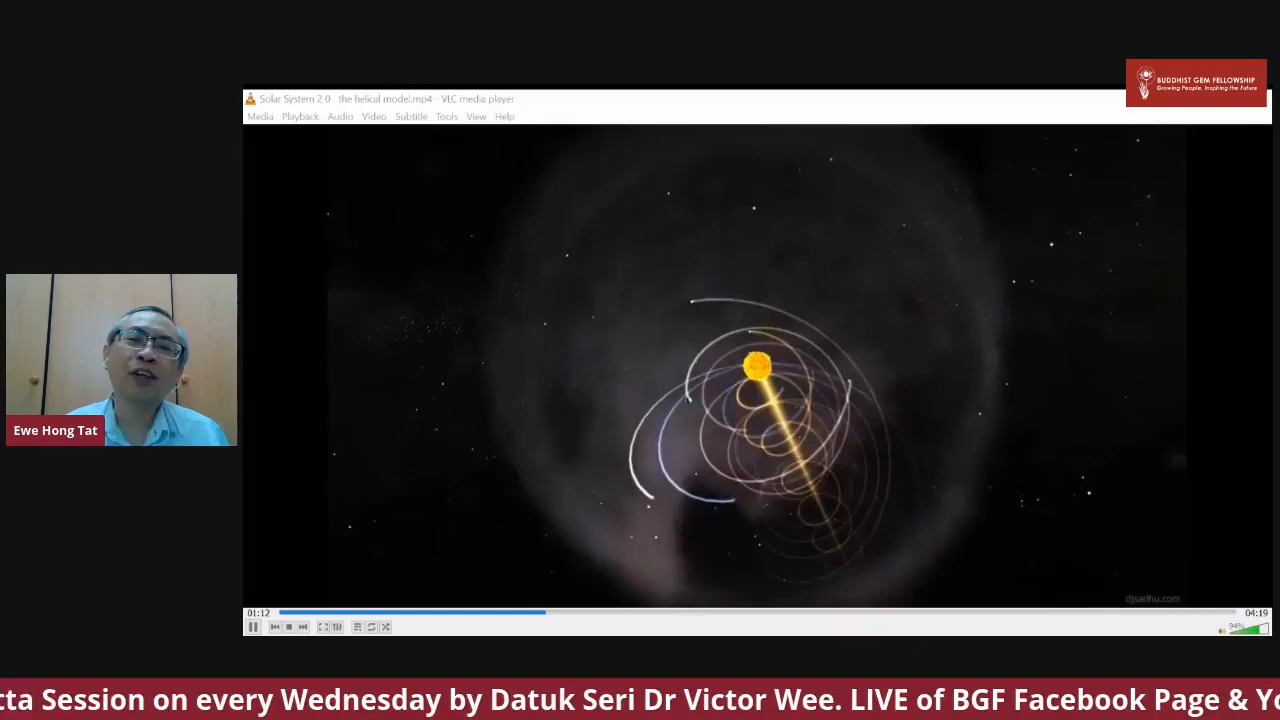 BUDDHIST GEM FELLOWSHIP
Growing People. Inspiring the Future
Solar System 2 0 the helical model.mp4 - VLC media player
Media Playback Audio Video Subtitle Tools View Help
Ewe Hong Tat
djsadhu.com
01:12
04:19
94%
tta Session on every Wednesday by Datuk Seri Dr Victor Wee. LIVE of BGF Facebook Page & Yo